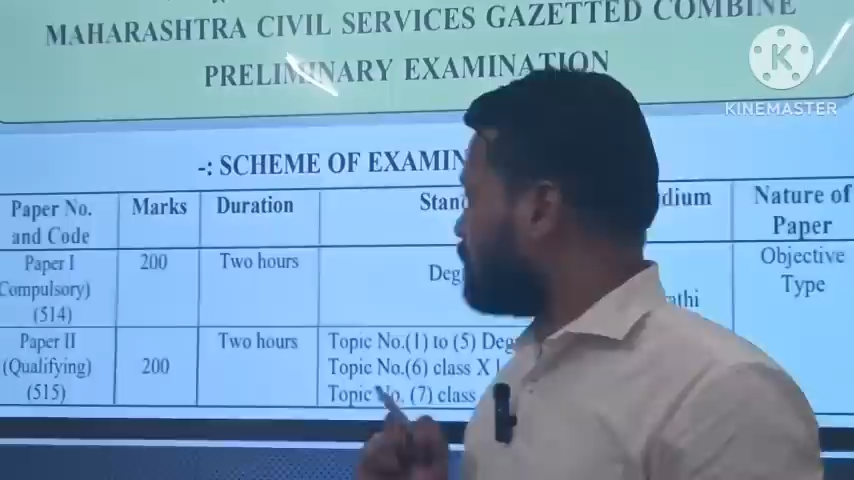 MAHARASHTRA CIVIL SERVICES GAZETTED COMBINE
PRELIMINARY EXAMINATION
K
KINEMASTER
-: SCHEME OF EXAMIN
Paper No. and Code
Marks
Duration
Stand
dium
Nature of Paper
Paper I
Compulsory)
(514)
200
Two hours
Deg
athi
Objective
Type
Paper II
(Qualifying)
(515)
200
Two hours
Topic No.(1) to (5) Deg
Topic No.(6) class X
Topic No. (7) class